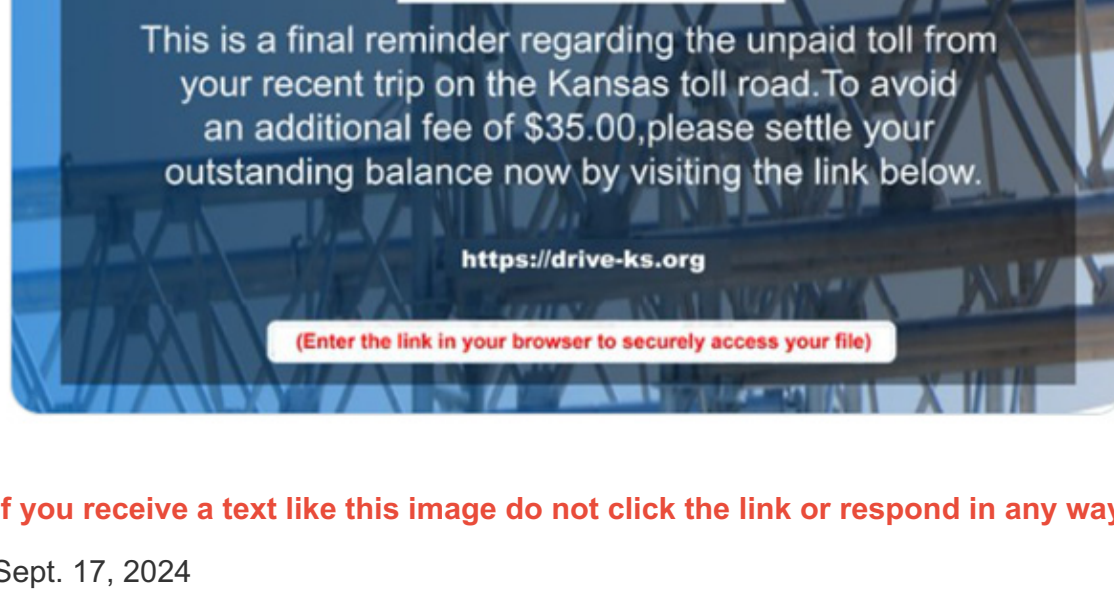 This is a final reminder regarding the unpaid toll from
your recent trip on the Kansas toll road.To avoid
an additional fee of $35.00,please settle your
outstanding balance now by visiting the link below.
https://drive-ks.org
(Enter the link in your browser to securely access your file)
f you receive a text like this image do not click the link or respond in any way
Sept. 17, 2024